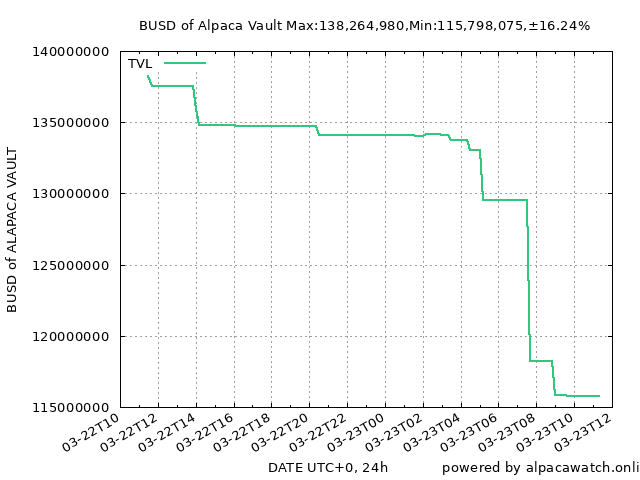 BUSD of Alpaca Vault Max:138,264,980,Min:115,798,075,±16.24%
TVL
BUSD of ALAPACA VAULT
140000000
135000000
130000000
125000000
120000000
115000000
03-22T10
03-22T12
03-22T14
03-22T16
03-22T18
03-22T20
03-22T22
03-23T00
03-23T02
03-23T04
03-23T06
03-23T08
03-23T10
03-23T12
DATE UTC+0, 24h
powered by alpacawatch.onli